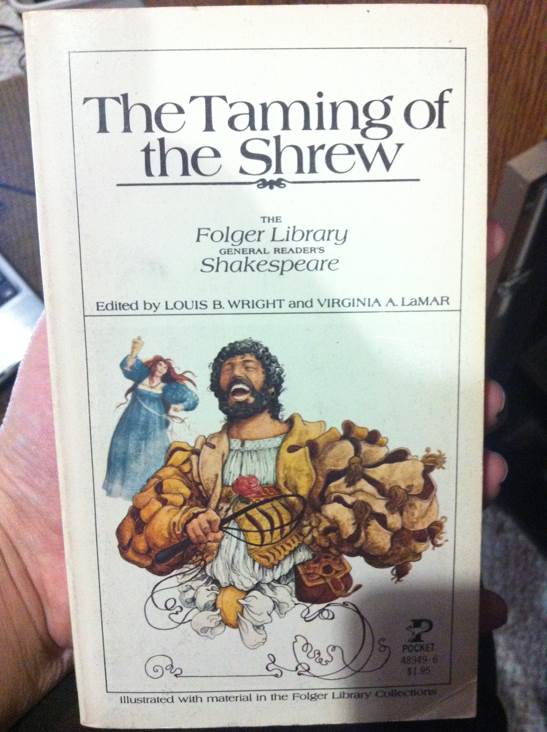 The Taming of
the Shrew
THE
Folger Library
GENERAL READER'S
Shakespeare
Edited by LOUIS B. WRIGHT and VIRGINIA A. LaMAR
POCKET
48949-6
$1.95
Illustrated with material in the Folger Library Collections